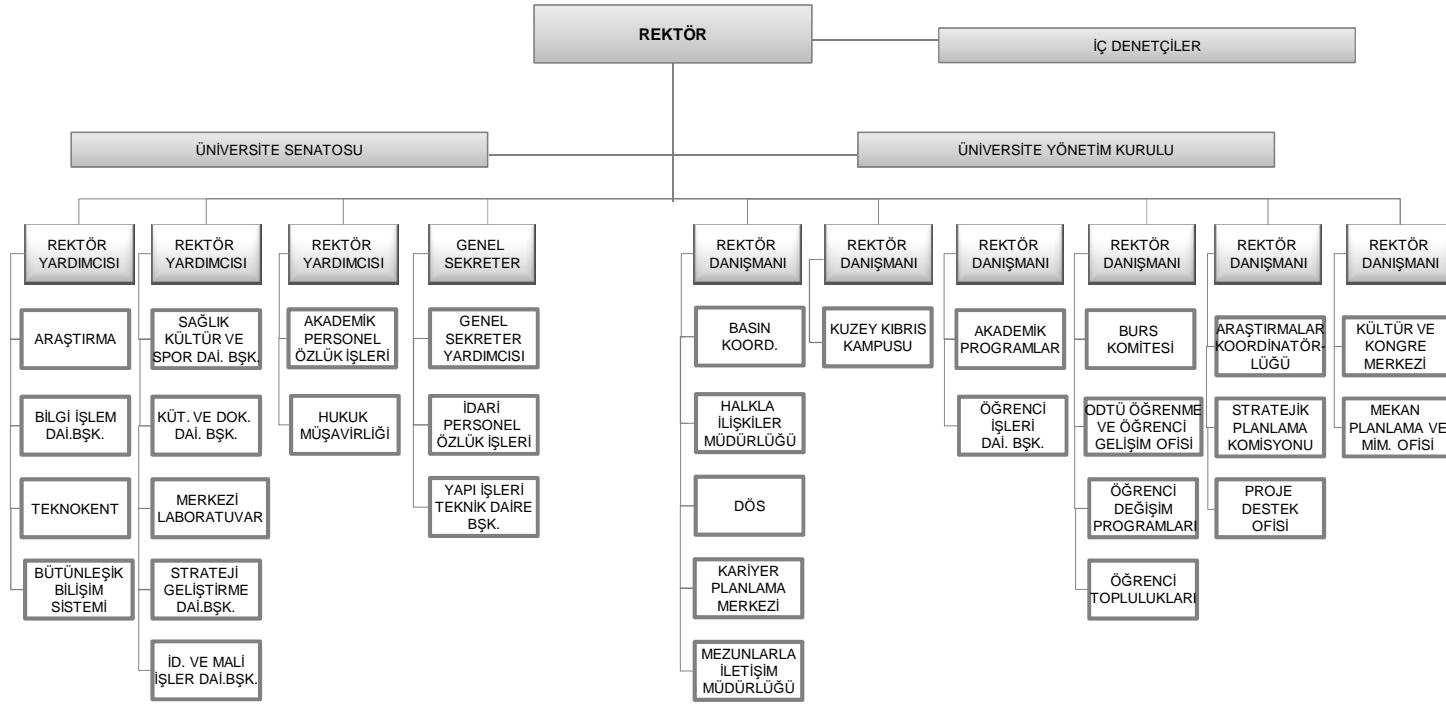 REKTÖR
İÇ DENETÇİLER
ÜNİVERSİTE SENATOSU
ÜNİVERSİTE YÖNETİM KURULU
REKTÖR
YARDIMCISI
ARAŞTIRMA
BİLGİ İŞLEM
DAİ.BŞK.
TEKNOKENT
BÜTÜNLEŞİK
BİLİŞİM
SİSTEMİ
REKTÖR
YARDIMCISI
SAĞLIK
KÜLTÜR VE
SPOR DAİ. BŞK.
KÜT. VE DOK.
DAİ. BŞK.
MERKEZİ
LABORATUVAR
STRATEJİ
GELİŞTİRME
DAİ.BŞK.
İD. VE MALİ
İŞLER DAİ.BŞK.
REKTÖR
YARDIMCISI
AKADEMİK
PERSONEL
ÖZLÜK İŞLERİ
HUKUK
MÜŞAVİRLİĞİ
GENEL
SEKRETER
GENEL
SEKRETER
YARDIMCISI
İDARİ
PERSONEL
ÖZLÜK İŞLERİ
YAPI İŞLERİ
TEKNİK DAİRE
BŞK.
REKTÖR
DANIŞMANI
BASIN
KOORD.
HALKLA
İLİŞKİLER
MÜDÜRLÜĞÜ
DÖS
KARİYER
PLANLAMA
MERKEZİ
MEZUNLARLA
İLETİŞİM
MÜDÜRLÜĞÜ
REKTÖR
DANIŞMANI
KUZEY KIBRIS
KAMPUSU
REKTÖR
DANIŞMANI
AKADEMİK
PROGRAMLAR
ÖĞRENCİ
İŞLERİ
DAİ. BŞK.
REKTÖR
DANIŞMANI
BURS
KOMİTESİ
ODTÜ ÖĞRENME
VE ÖĞRENCİ
GELİŞİM OFİSİ
ÖĞRENCİ
DEĞİŞİM
PROGRAMLARI
ÖĞRENCİ
TOPLULUKLARI
REKTÖR
DANIŞMANI
ARAŞTIRMALAR
KOORDİNATÖR-
LÜĞÜ
STRATEJİK
PLANLAMA
KOMİSYONU
PROJE
DESTEK
OFİSİ
REKTÖR
DANIŞMANI
KÜLTÜR VE
KONGRE
MERKEZİ
MEKAN
PLANLAMA VE
MİM. OFİSİ